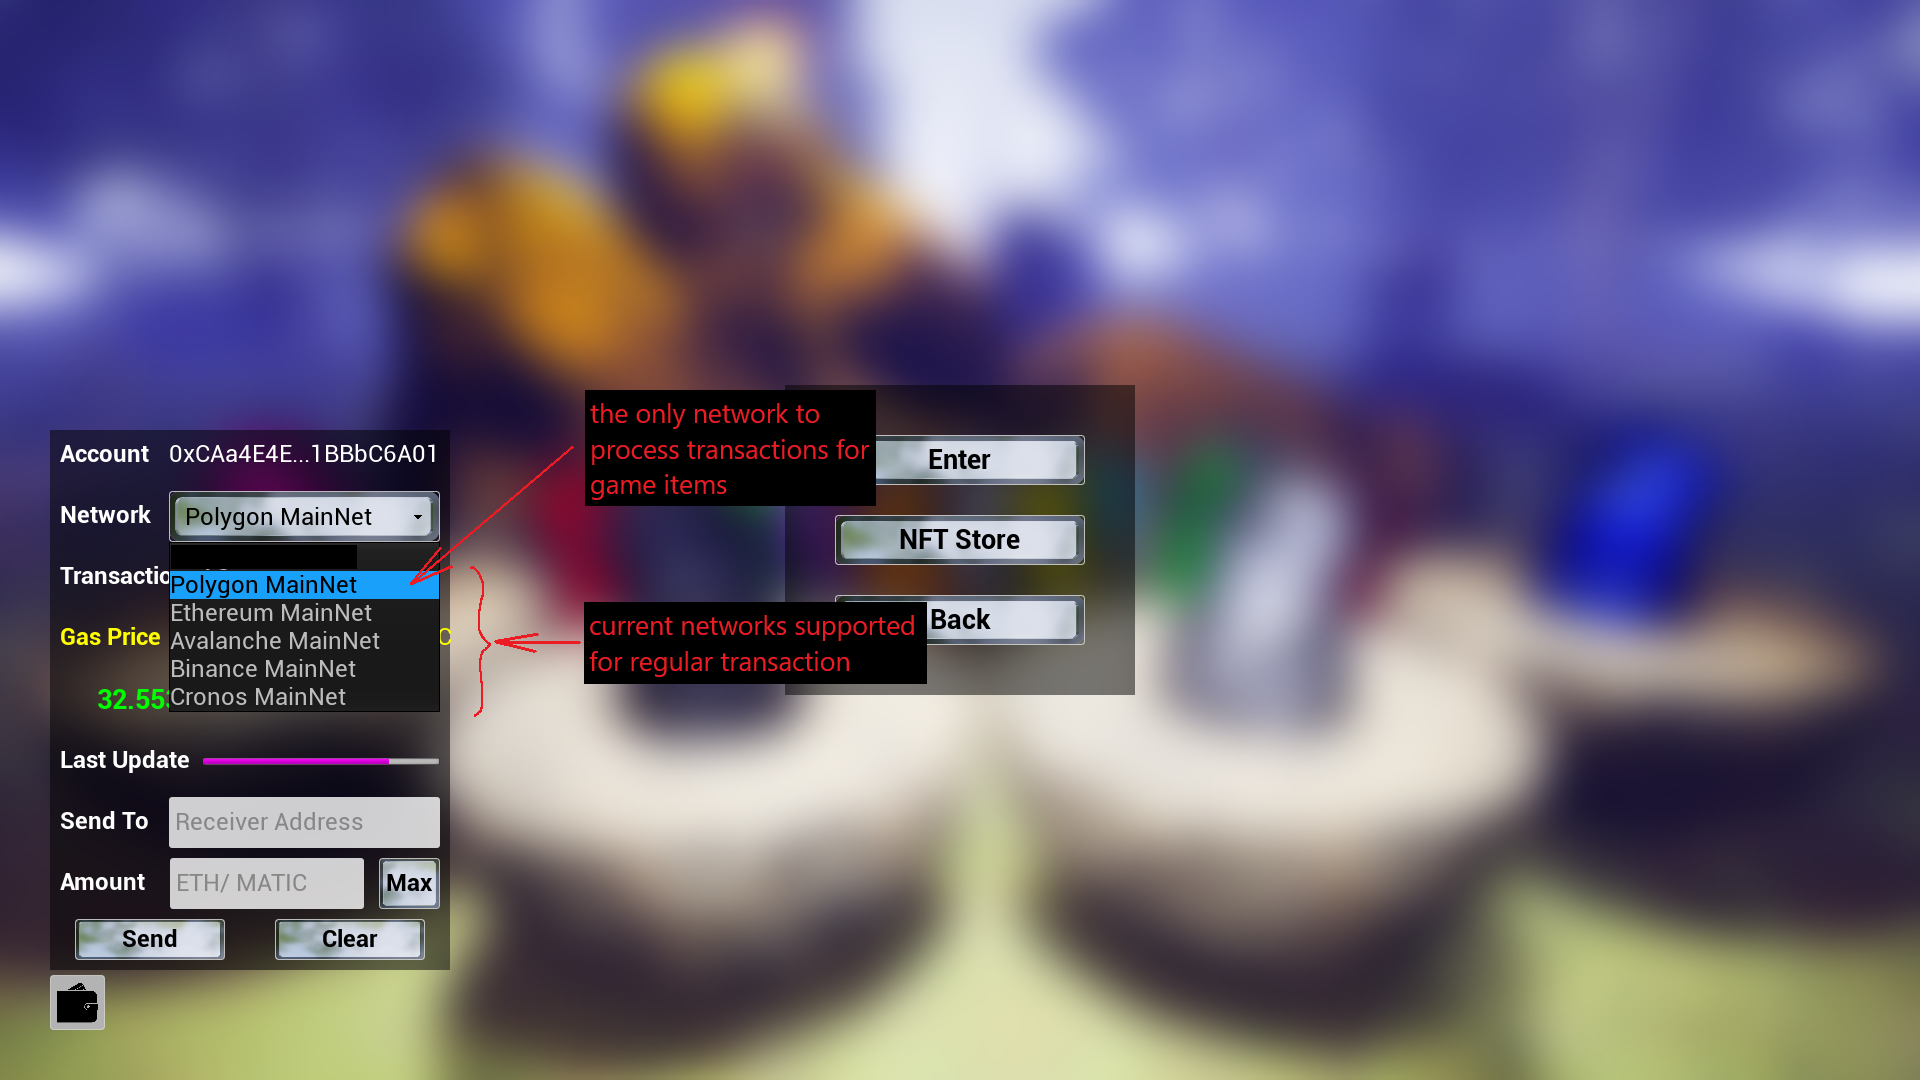 the only network to
process transactions for
game items
Enter
NFT Store
Back
Account 0xCAa4E4E...1BBbC6A01
Network Polygon MainNet
Transactio
Polygon MainNet
Ethereum MainNet
Gas Price
Avalanche MainNet
Binance MainNet
32.55
Cronos MainNet
current networks supported
for regular transaction
Last Update
Send To Receiver Address
Amount ETH/ MATIC Max
Send Clear